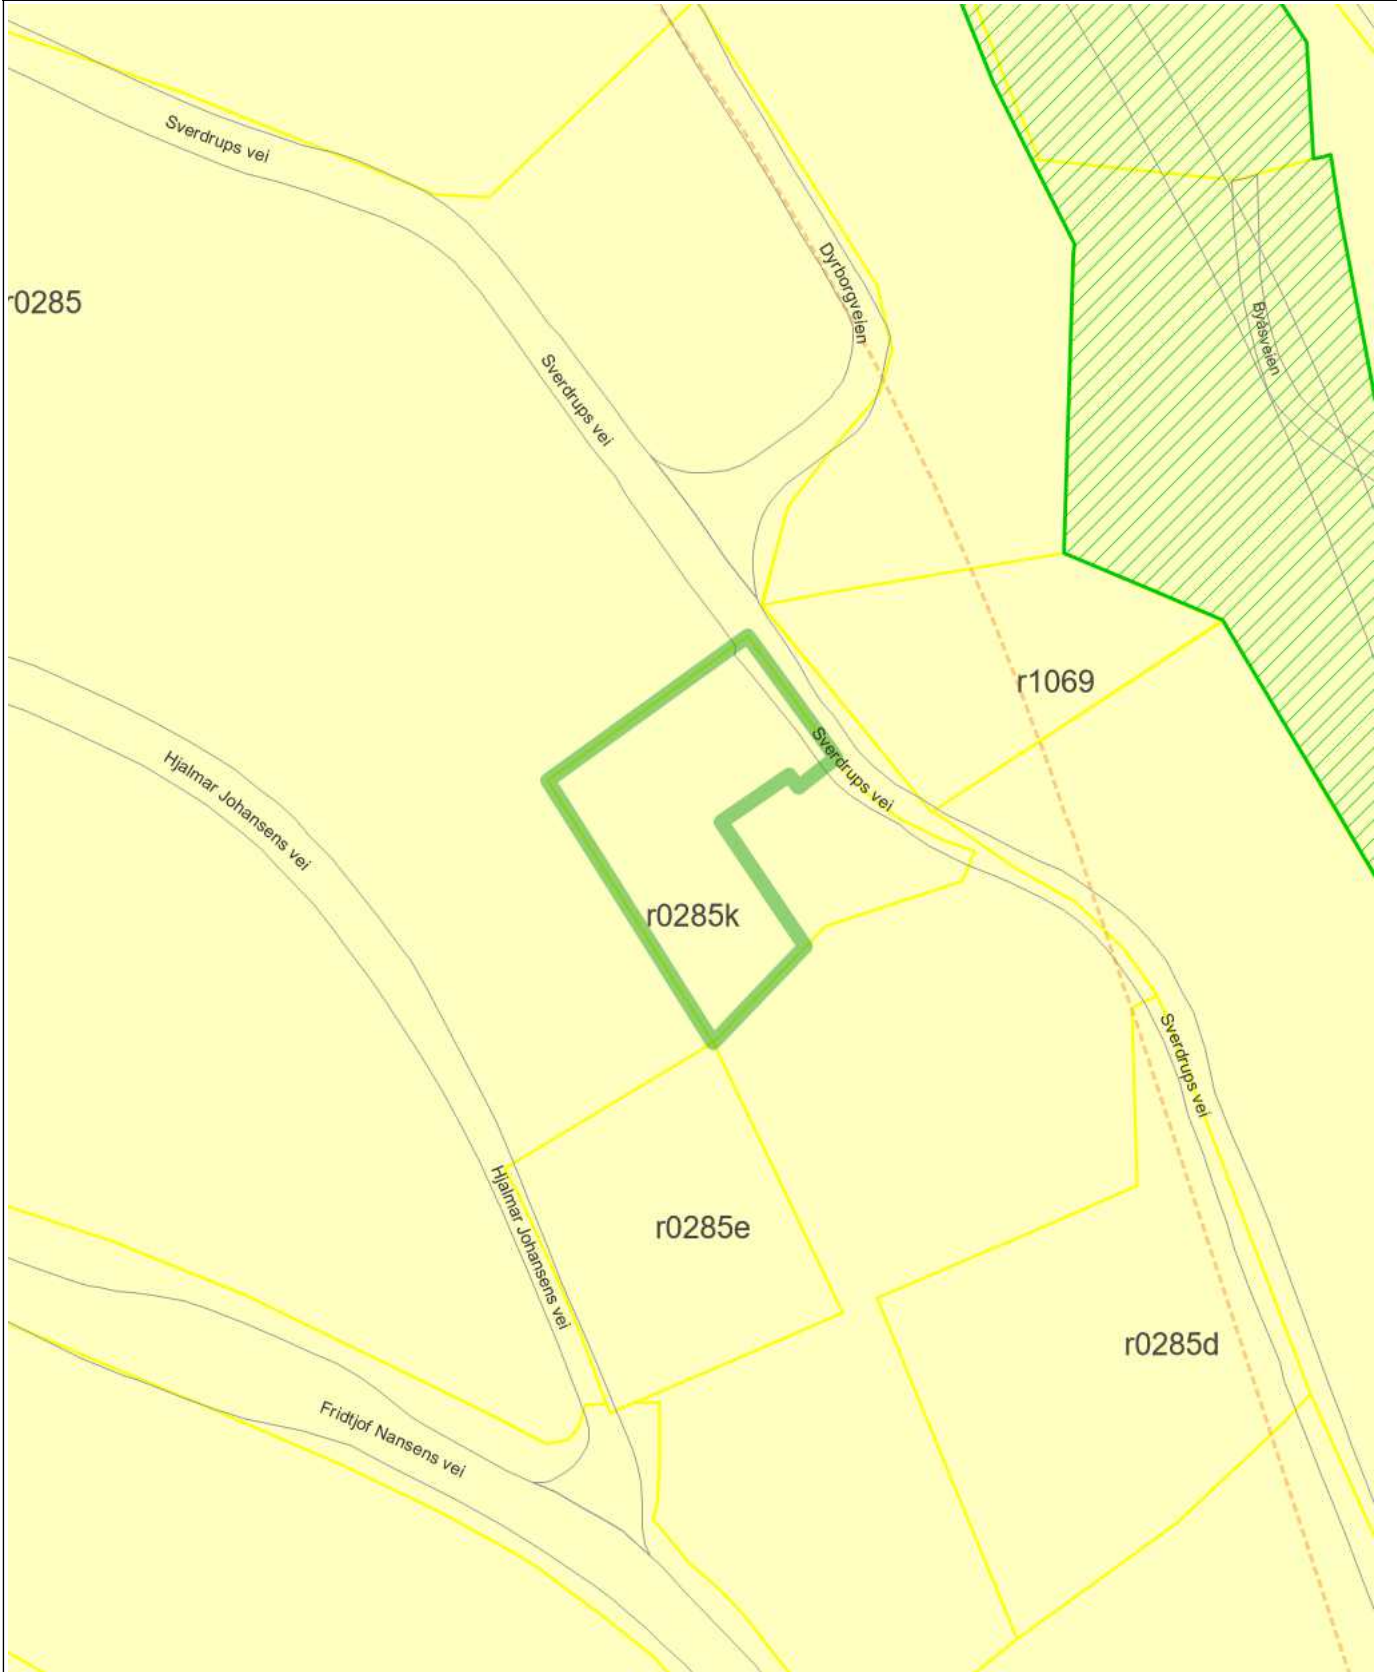 Sverdrups vei
Dyrborgveien
r0285
Byåsveien
Sverdrups vei
r1069
Sverdrups vei
Hjalmar Johansens vei
r0285k
Sverdrups vei
Hjalmar Johansens vei
r0285e
r0285d
Fridtjof Nansens vei